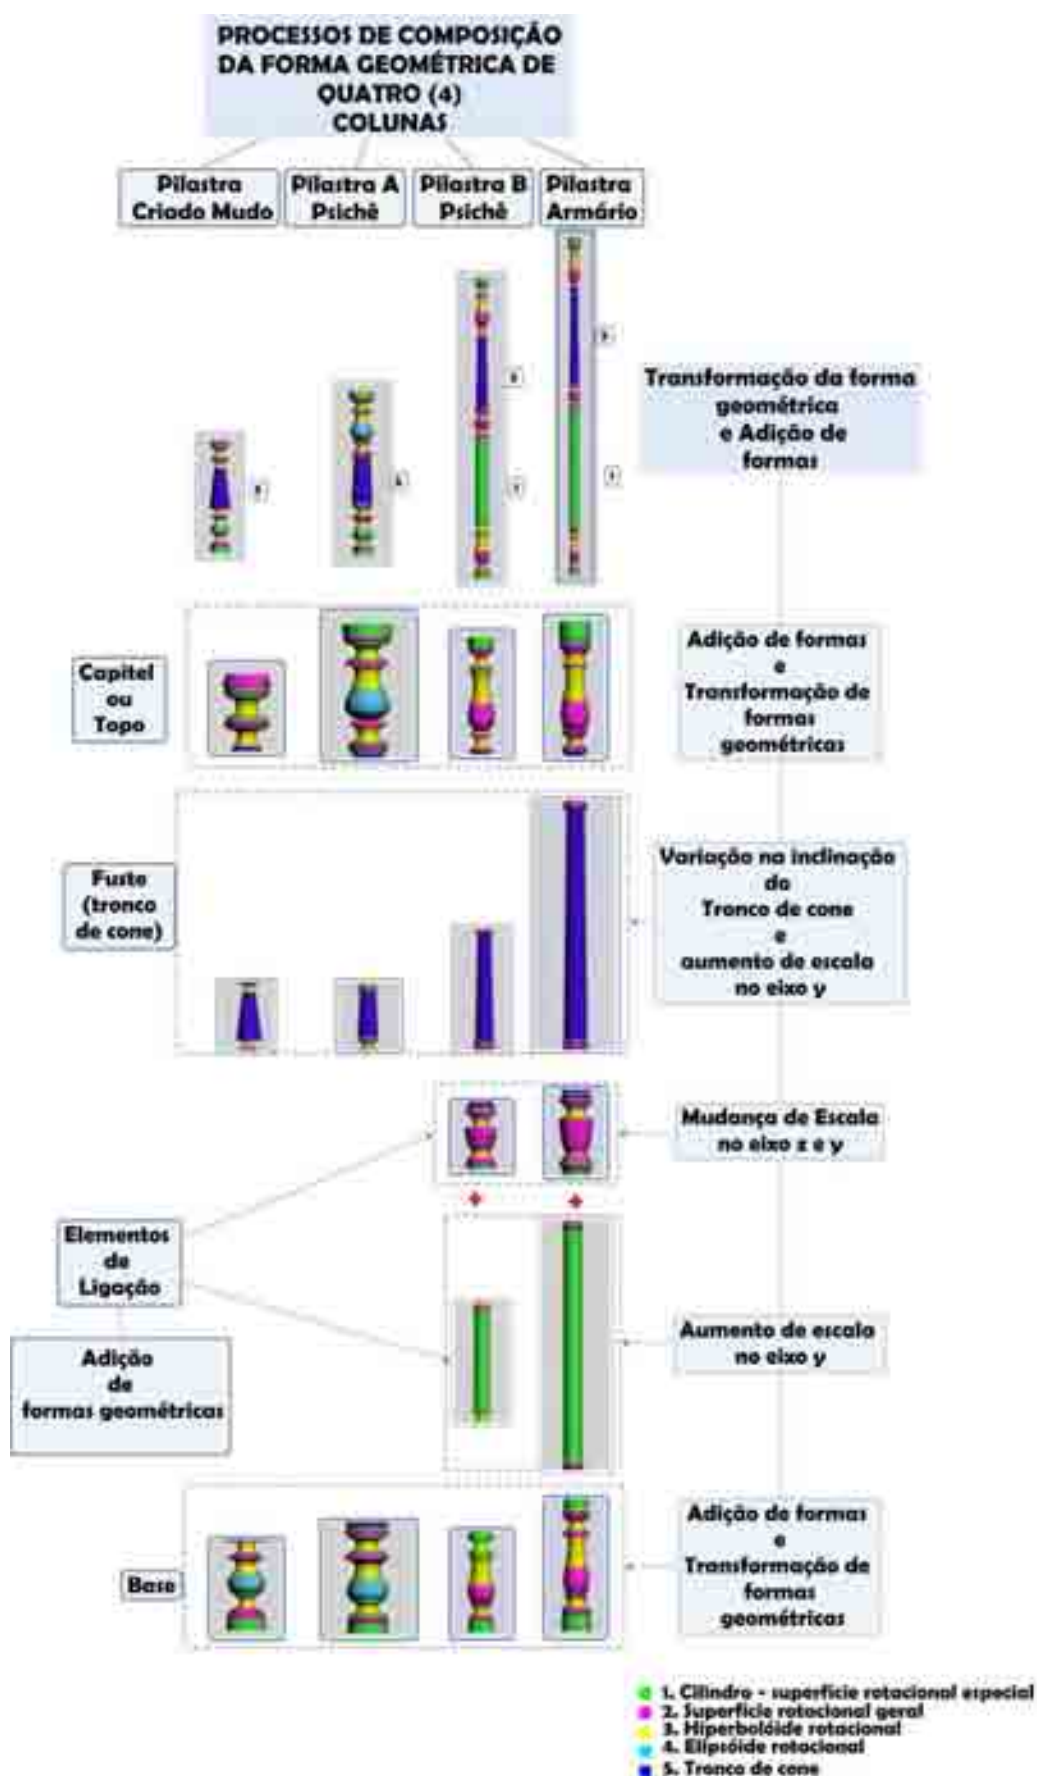 PROCESSOS DE COMPOSIÇÃO
DA FORMA GEOMÉTRICA DE
QUATRO (4)
COLUNAS
Pilastra
Criado Mudo
Pilastra A
Psichê
Pilastra B
Psichê
Pilastra
Armário
Transformação da forma
geométrica
e Adição de
formas
Capitel
ou
Topo
Adição de formas
e
Transformação de
formas
geométricas
Fuste
(tronco
de cone)
Variação na inclinação
do
Tronco de cone
e
aumento de escala
no eixo y
Mudança de Escala
no eixo x e y
Elementos
de
Ligação
Adição
de
formas geométricas
Aumento de escala
no eixo y
Base
Adição de formas
e
Transformação de
formas
geométricas
1. Cilindro - superfície rotacional especial
2. Superfície rotacional geral
3. Hiperbolóide rotacional
4. Elipsóide rotacional
5. Tronco de cone